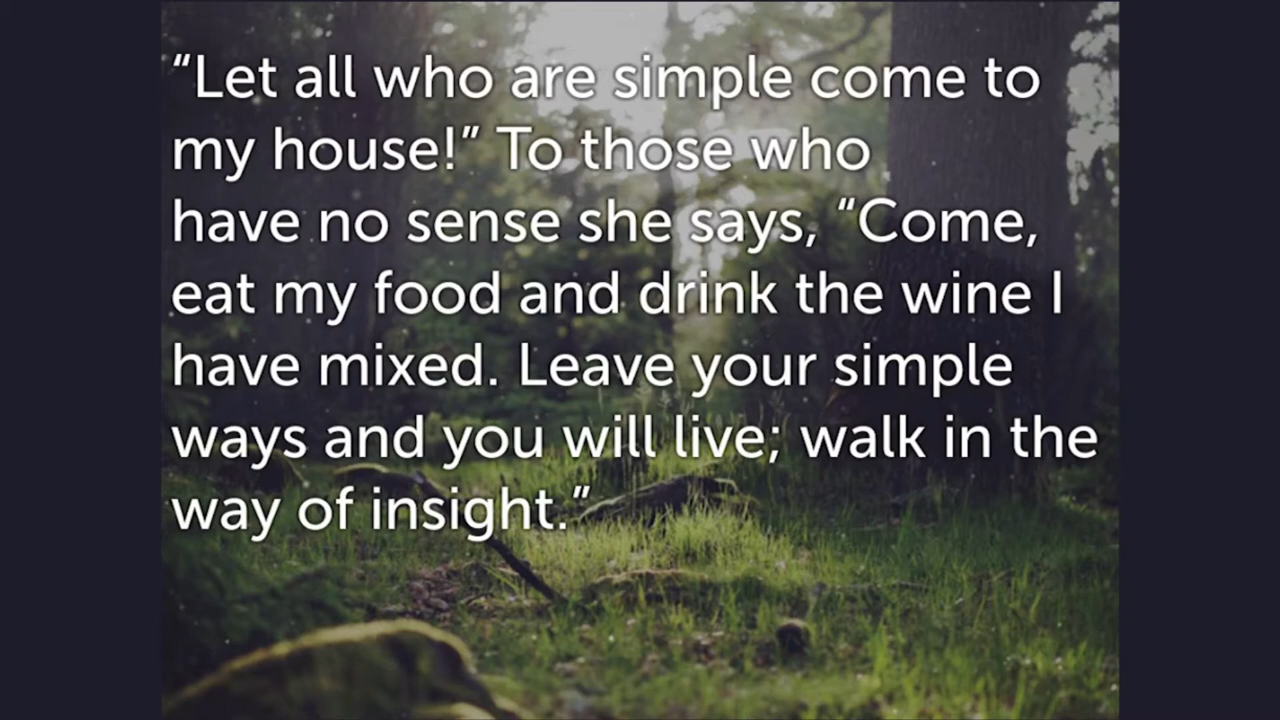 “Let all who are simple come to
my house!” To those who
have no sense she says, “Come,
eat my food and drink the wine I
have mixed. Leave your simple
ways and you will live; walk in the
way of insight.”